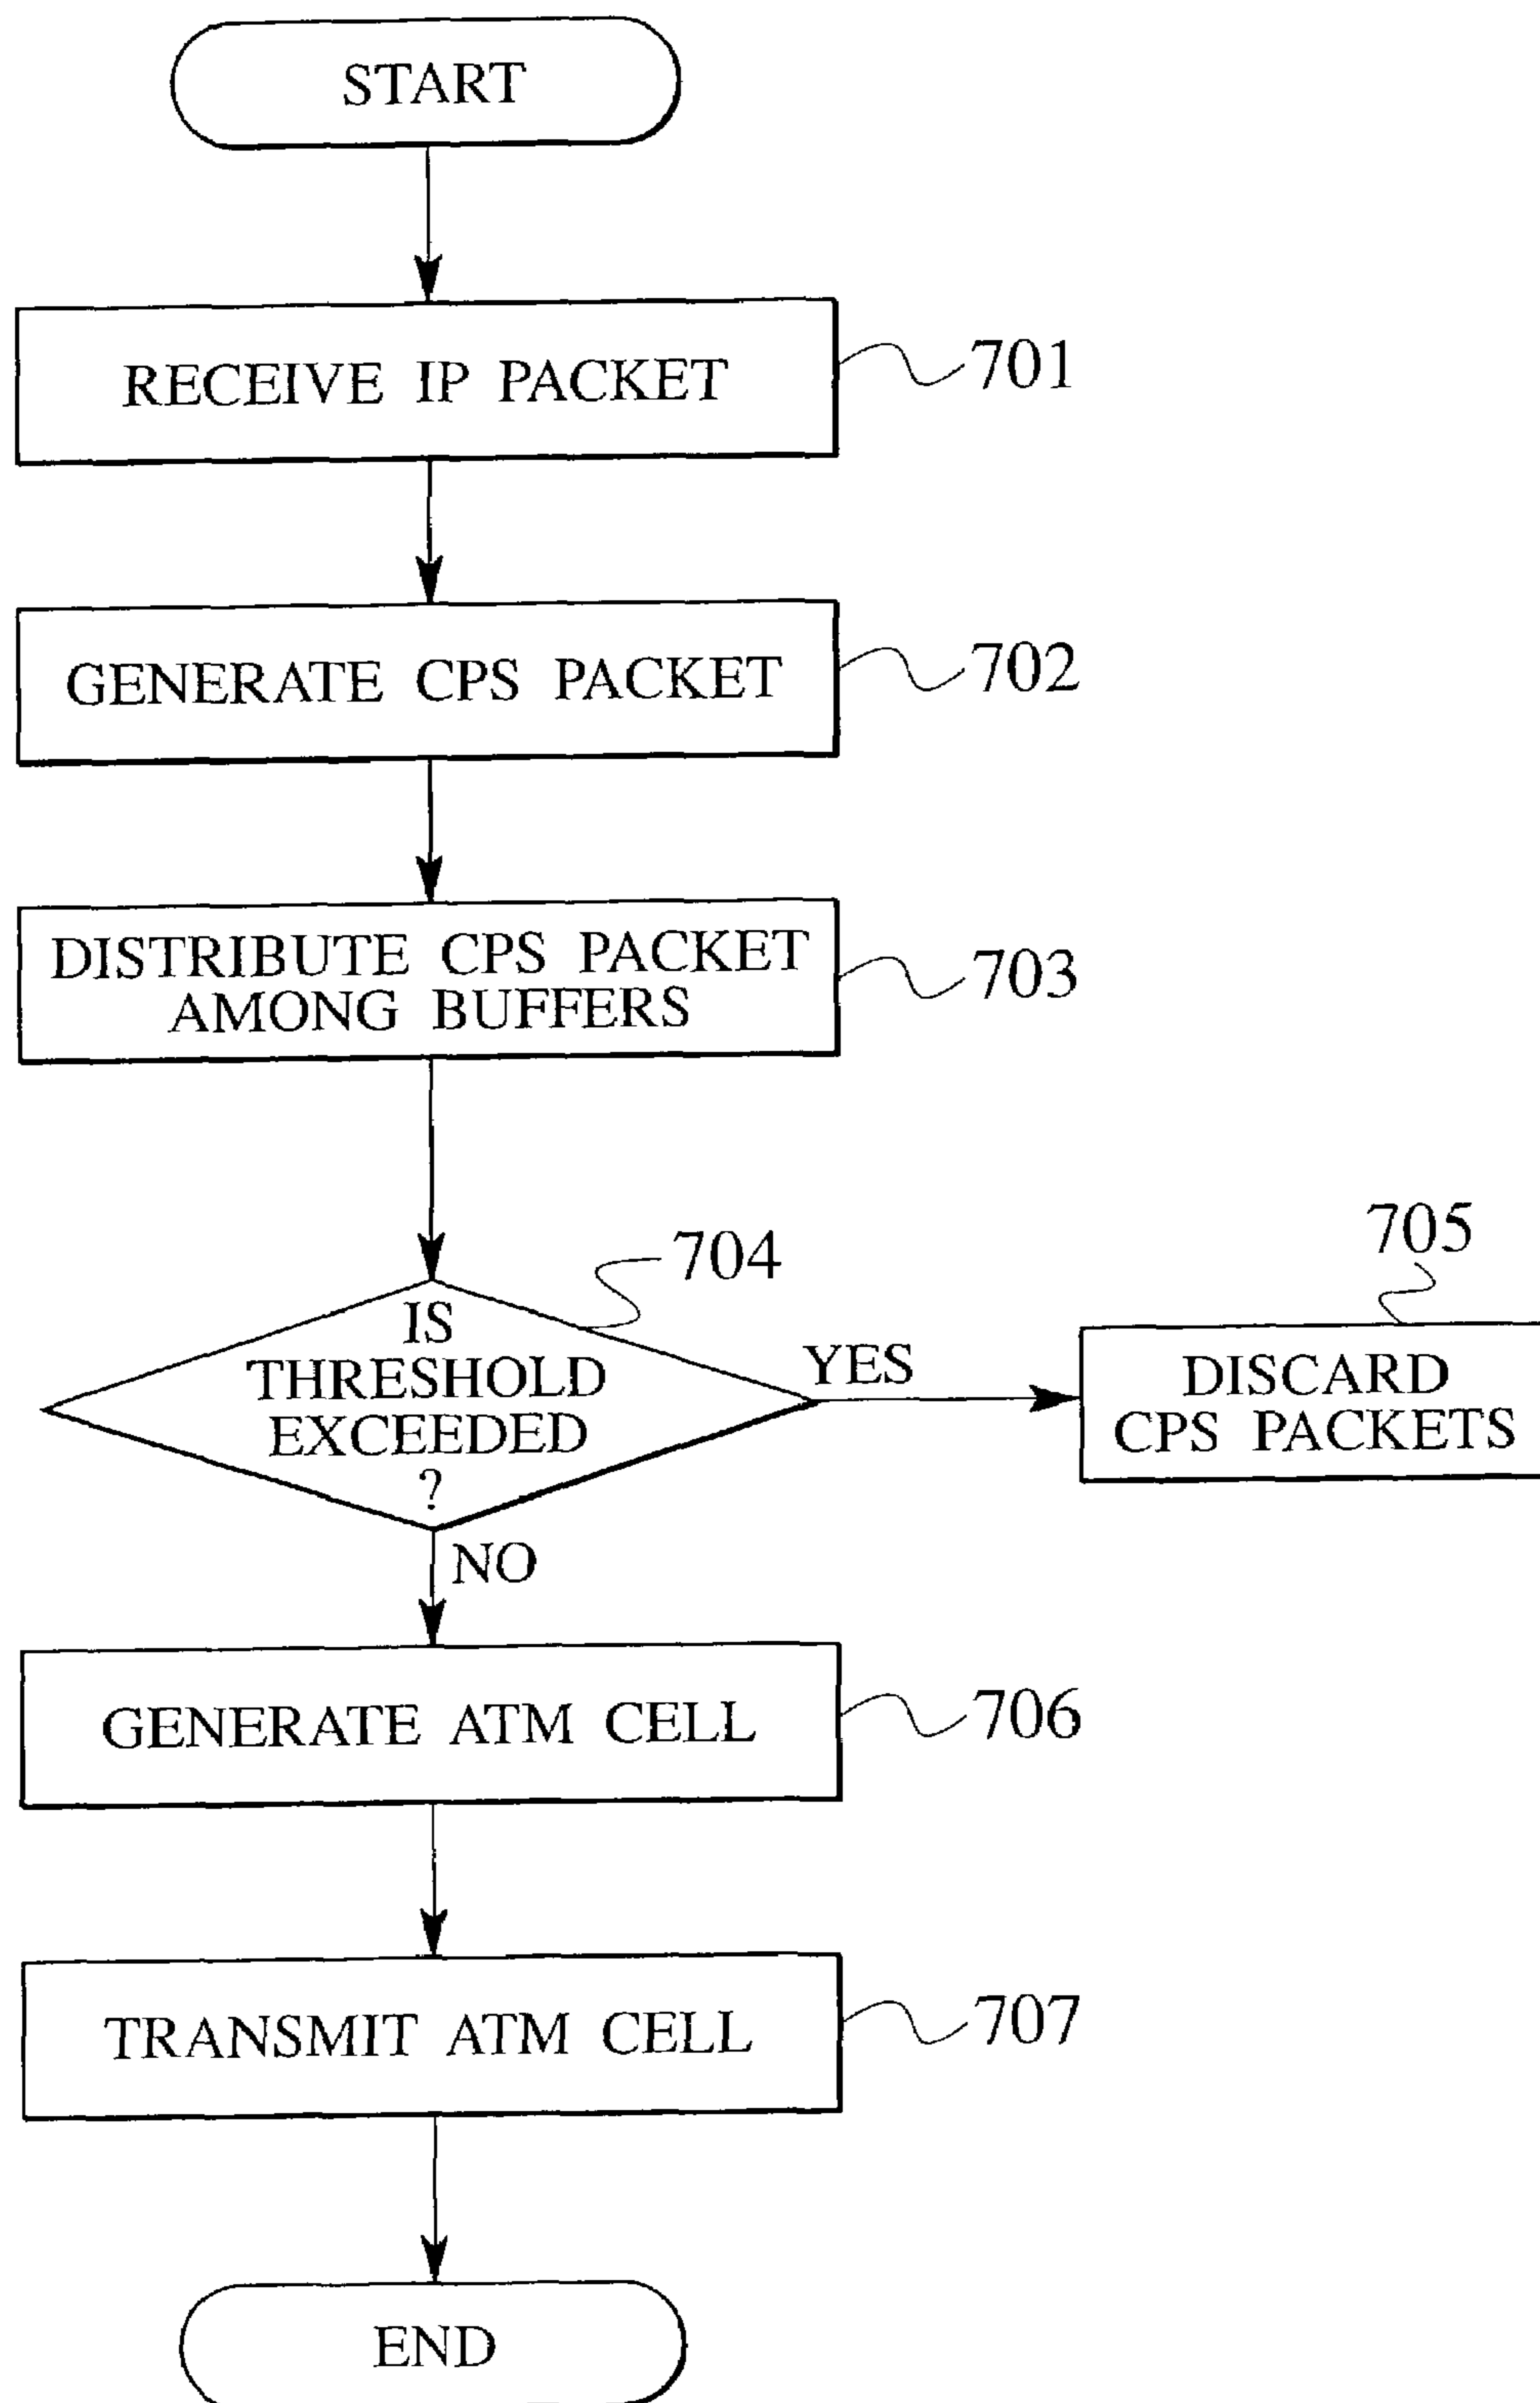 START
RECEIVE IP PACKET
701
GENERATE CPS PACKET
702
DISTRIBUTE CPS PACKET
AMONG BUFFERS
703
704
IS
THRESHOLD
EXCEEDED
?
YES
705
DISCARD
CPS PACKETS
NO
GENERATE ATM CELL
706
TRANSMIT ATM CELL
707
END